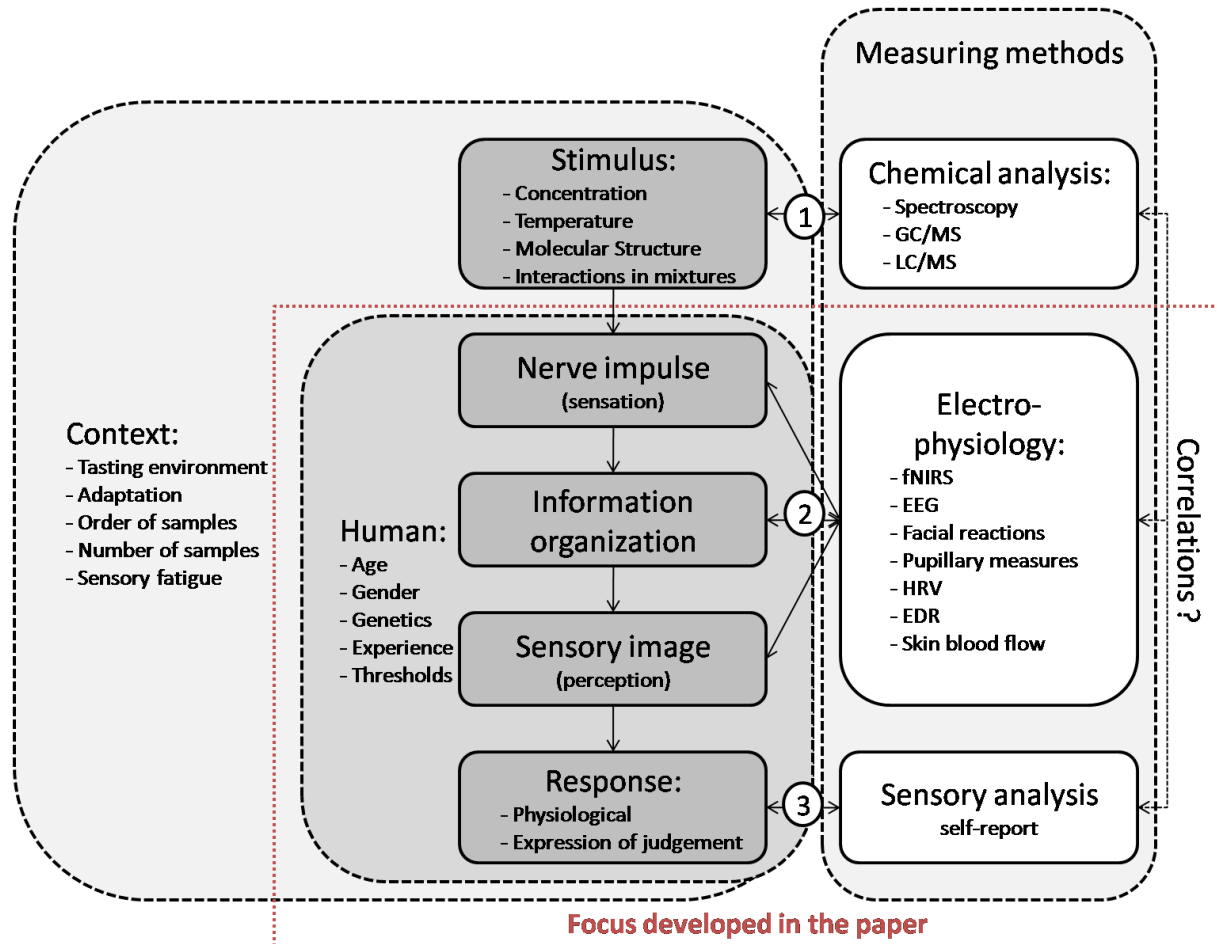 Measuring methods
Stimulus:
- Concentration
- Temperature
- Molecular Structure
- Interactions in mixtures
1
Chemical analysis:
- Spectroscopy
- GC/MS
- LC/MS
Context:
- Tasting environment
- Adaptation
- Order of samples
- Number of samples
- Sensory fatigue
Human:
- Age
- Gender
- Genetics
- Experience
- Thresholds
Nerve impulse
(sensation)
Information
organization
Sensory image
(perception)
Response:
- Physiological
- Expression of judgement
2
Electro-
physiology:
- fNIRS
- EEG
- Facial reactions
- Pupillary measures
- HRV
- EDR
- Skin blood flow
3
Sensory analysis
self-report
Correlations ?
Focus developed in the paper